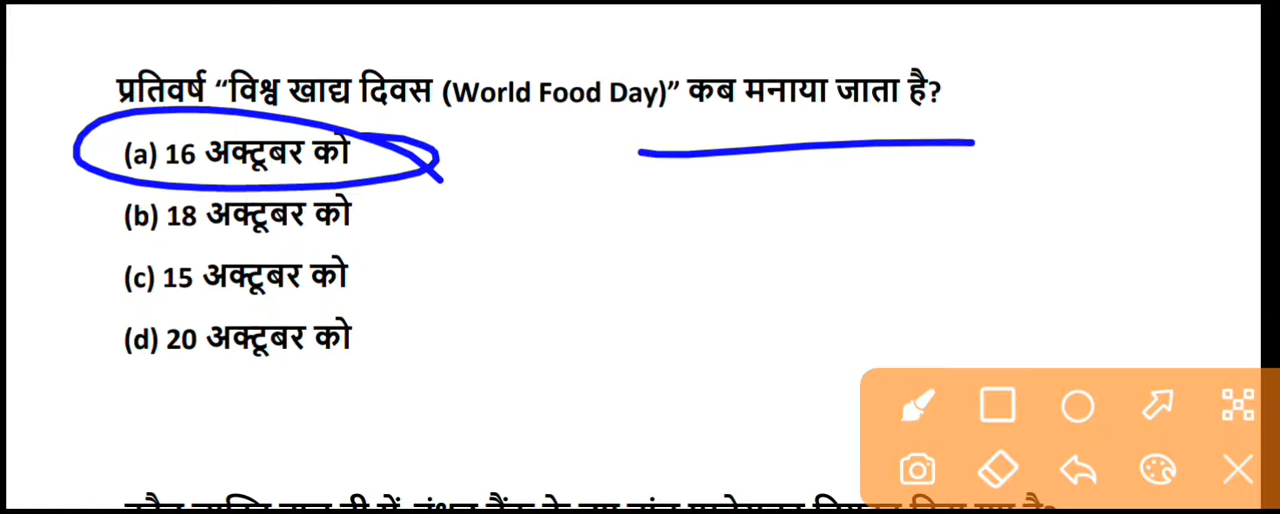 प्रतिवर्ष “विश्व खाद्य दिवस (World Food Day)” कब मनाया जाता है?
(a) 16 अक्टूबर को
(b) 18 अक्टूबर को
(c) 15 अक्टूबर को
(d) 20 अक्टूबर को